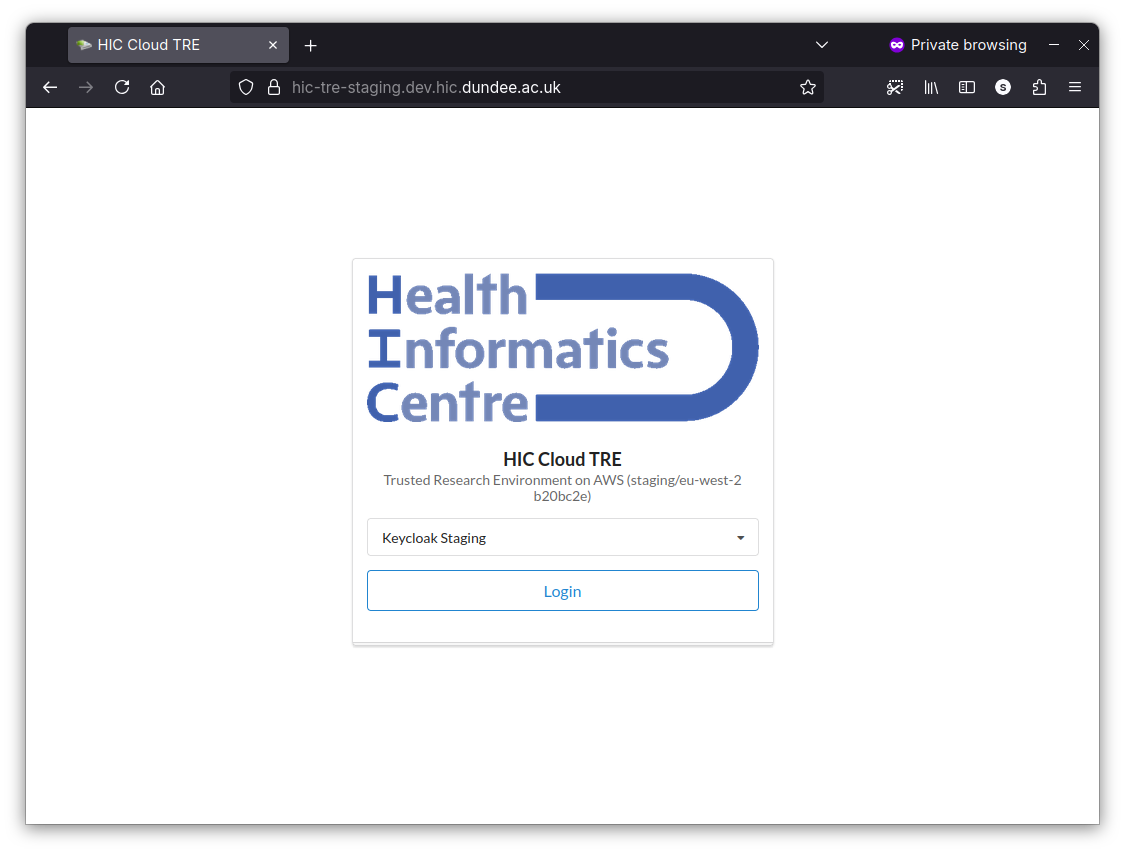 HIC Cloud TRE
Private browsing
hic-tre-staging.dev.hic.dundee.ac.uk
S
Health
Informatics
Centre
HIC Cloud TRE
Trusted Research Environment on AWS (staging/eu-west-2
b20bc2e)
Keycloak Staging
Login